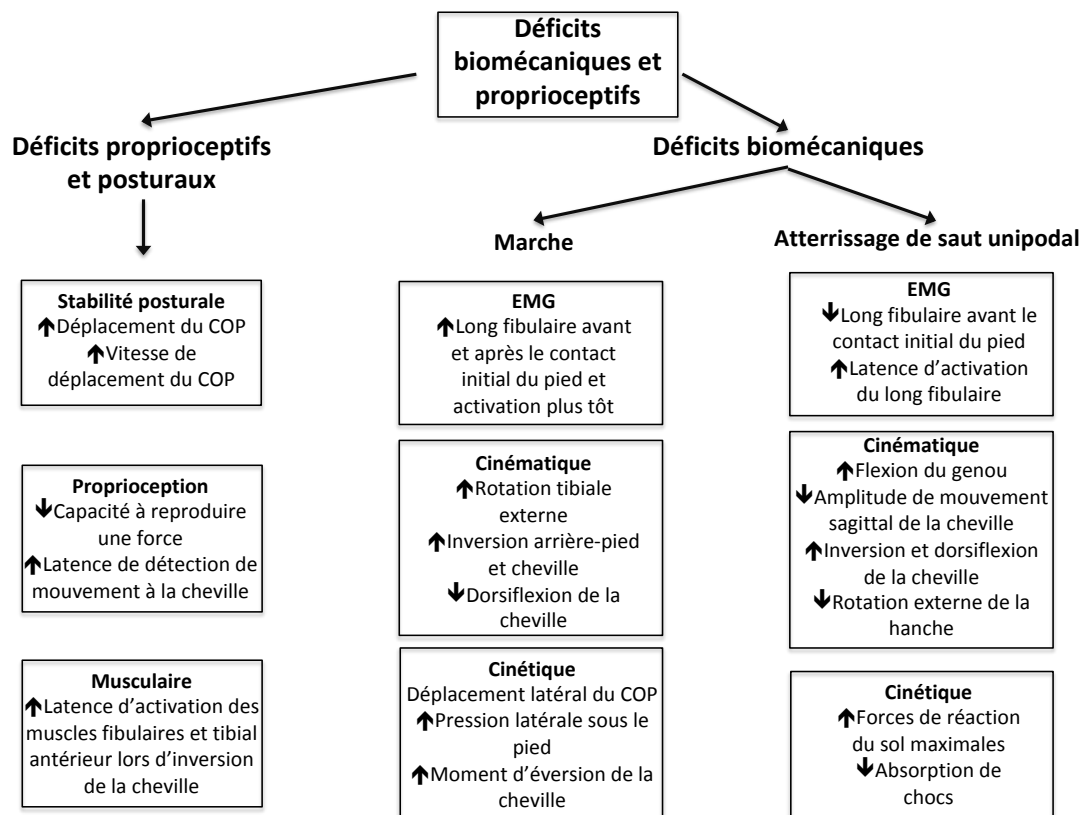 Déficits
biomécaniques et
proprioceptifs
Déficits proprioceptifs
et posturaux
Déficits biomécaniques
Marche
Atterrissage de saut unipodal
Stabilité posturale
↑Déplacement du COP
↑Vitesse de
déplacement du COP
Proprioception
↓Capacité à reproduire
une force
↑Latence de détection de
mouvement à la cheville
Musculaire
↑Latence d'activation des
muscles fibulaires et tibial
antérieur lors d'inversion
de la cheville
EMG
↑Long fibulaire avant
et après le contact
initial du pied et
activation plus tôt
Cinématique
↑Rotation tibiale
externe
↑Inversion arrière-pied
et cheville
↓Dorsiflexion de la
cheville
Cinétique
Déplacement latéral du COP
↑Pression latérale sous le
pied
↑Moment d'éversion de la
cheville
EMG
↓Long fibulaire avant le
contact initial du pied
↑Latence d'activation
du long fibulaire
Cinématique
↑Flexion du genou
↓Amplitude de mouvement
sagittal de la cheville
↑Inversion et dorsiflexion
de la cheville
↓Rotation externe de la
hanche
Cinétique
↑Forces de réaction
du sol maximales
↓Absorption de
chocs